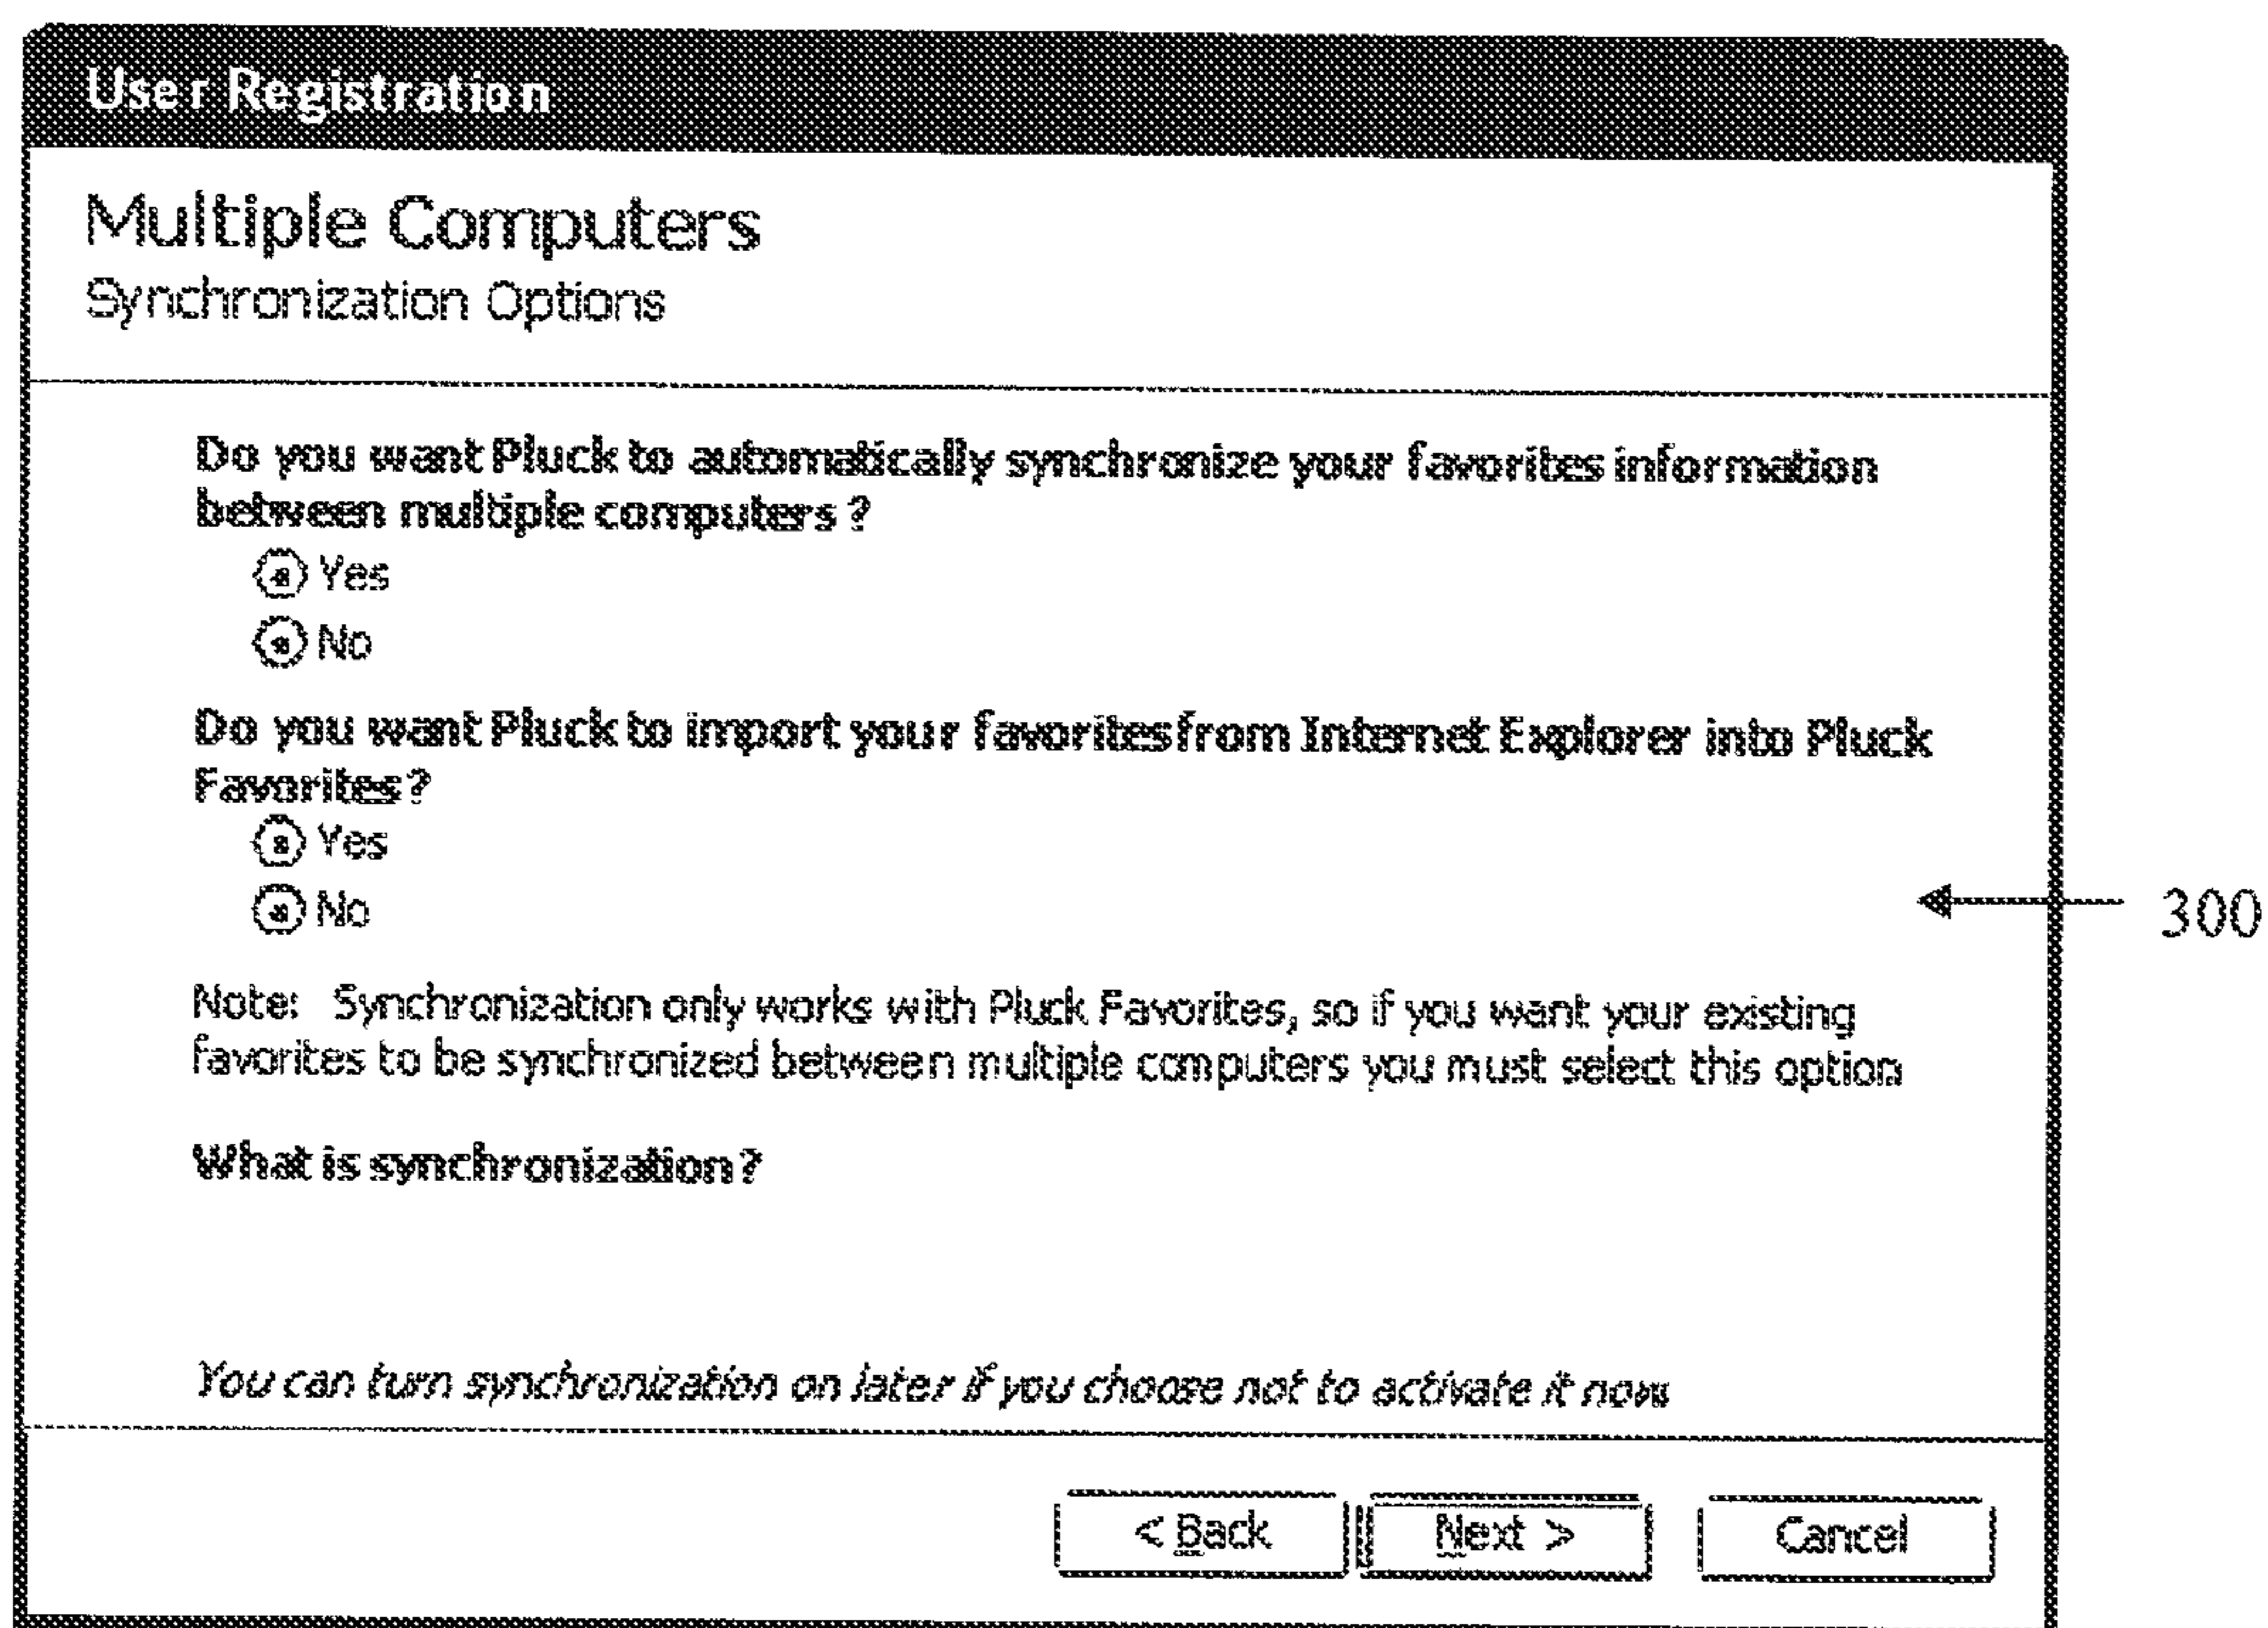 User Registration
Multiple Computers
Synchronization Options
Do you want Pluck to automatically synchronize your favorites information
between multiple computers?
Yes
No
Do you want Pluck to import your favorites from Internet Explorer into Pluck
Favorites?
Yes
No
300
Note: Synchronization only works with Pluck Favorites, so if you want your existing
favorites to be synchronized between multiple computers you must select this option
What is synchronization?
You can turn synchronization on later if you choose not to activate it now.
< Back Next > Cancel